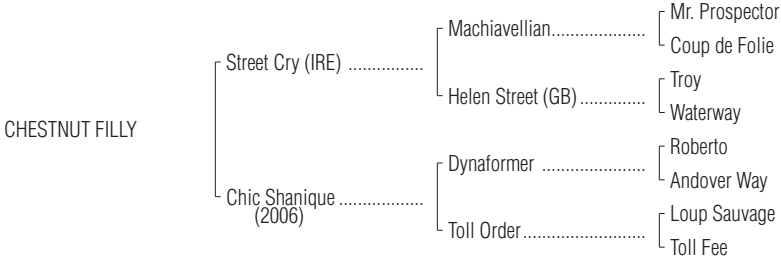 Mr. Prospector
Machiavellian....................
Coup de Folie
Street Cry (IRE) ................
Troy
Helen Street (GB) ..............
Waterway
CHESTNUT FILLY
Roberto
Dynaformer ......................
Andover Way
Chic Shanique ..................
(2006)
Loup Sauvage
Toll Order..........................
Toll Fee